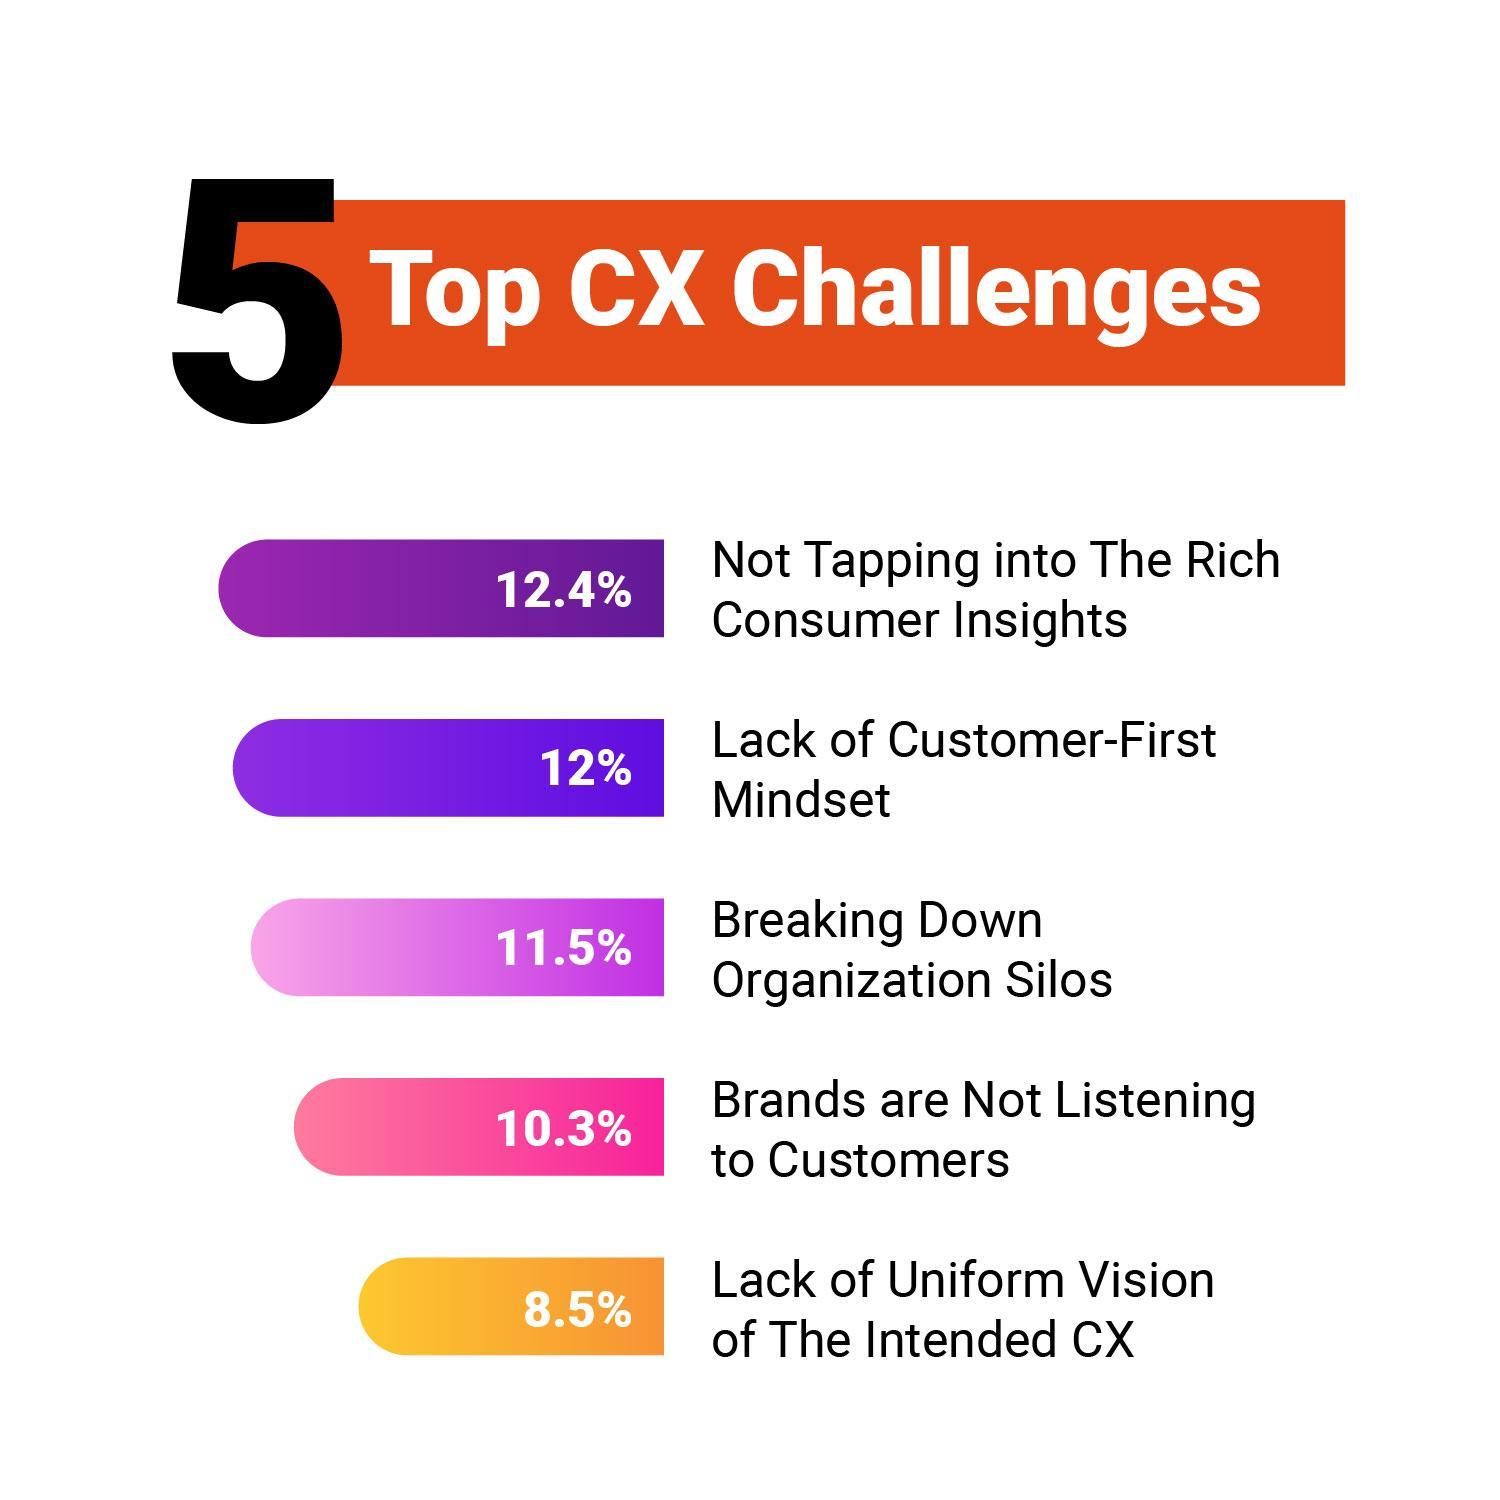 5 Top CX Challenges
12.4%
Not Tapping into The Rich
Consumer Insights
12%
Lack of Customer-First
Mindset
11.5%
Breaking Down
Organization Silos
10.3%
Brands are Not Listening
to Customers
8.5%
Lack of Uniform Vision
of The Intended CX